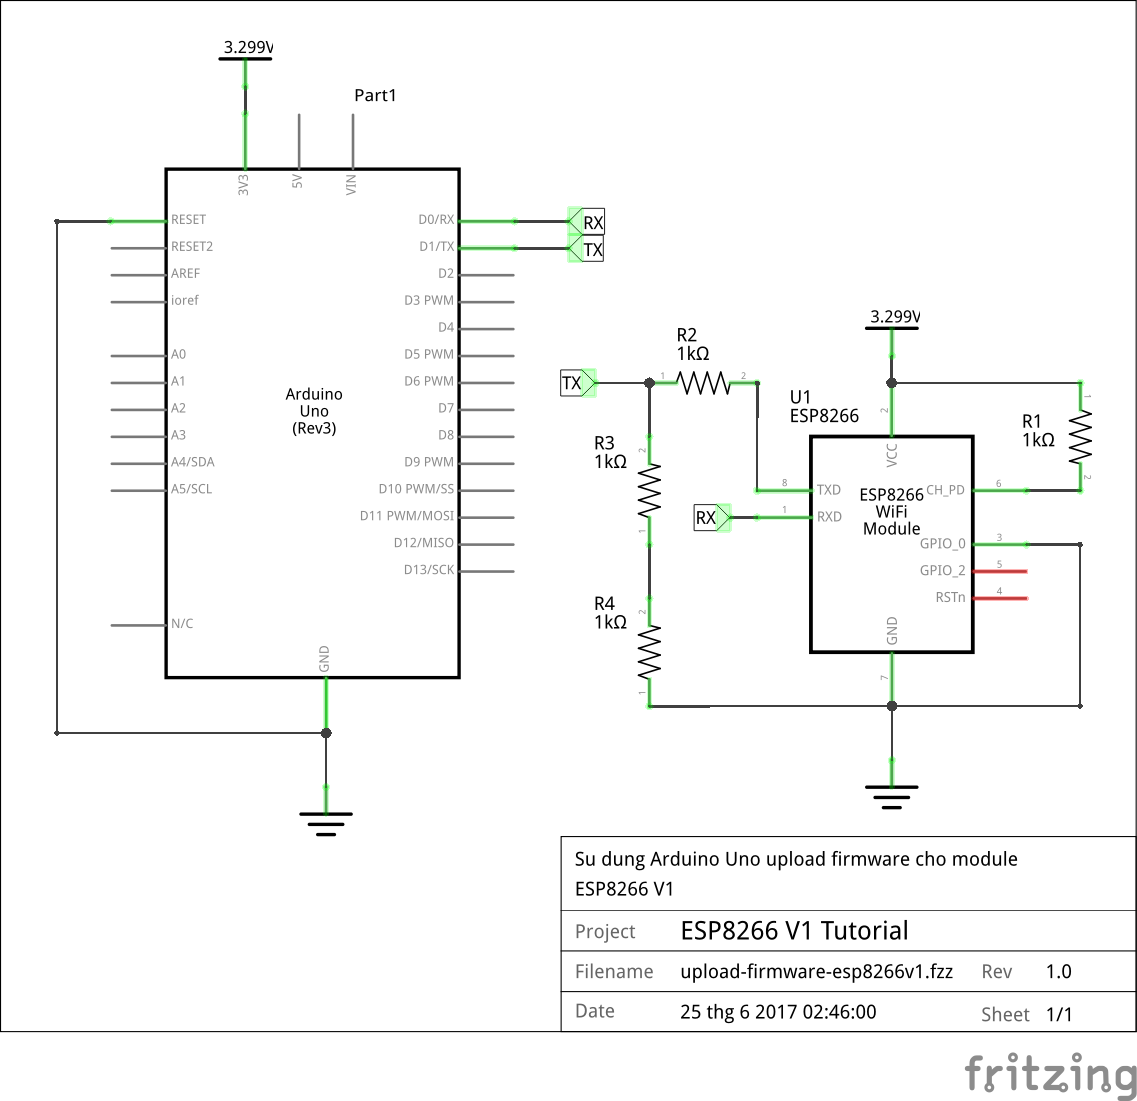 3.299V
Part1
3V3
5V
VIN
RESET
D0/RX
RX
RESET2
D1/TX
TX
AREF
D2
ioref
D3 PWM
D4
A0
D5 PWM
A1
D6 PWM
A2
D7
A3
D8
A4/SDA
D9 PWM
A5/SCL
D10 PWM/SS
D11 PWM/MOSI
D12/MISO
D13/SCK
N/C
GND
Arduino
Uno
(Rev3)
3.299V
R2
1kΩ
TX
1
2
U1
ESP8266
2
VCC
R1
1kΩ
1
2
R3
1kΩ
2
1
8
TXD
ESP8266
WiFi
Module
CH_PD
6
RX
1
RXD
GPIO_0
3
GPIO_2
5
RSTn
4
R4
1kΩ
2
1
GND
7
Su dung Arduino Uno upload firmware cho module
ESP8266 V1
Project ESP8266 V1 Tutorial
Filename upload-firmware-esp8266v1.fzz Rev 1.0
Date 25 thg 6 2017 02:46:00 Sheet 1/1
fritzing